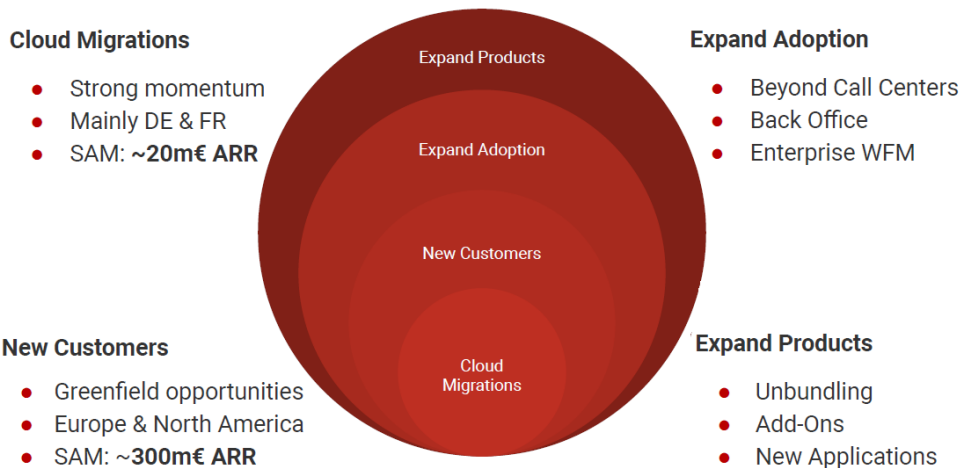 Cloud Migrations
● Strong momentum
● Mainly DE & FR
● SAM: ~20m€ ARR
Expand Products
Expand Adoption
New Customers
Cloud
Migrations
Expand Adoption
● Beyond Call Centers
● Back Office
● Enterprise WFM
New Customers
● Greenfield opportunities
● Europe & North America
● SAM: ~300m€ ARR
Expand Products
● Unbundling
● Add-Ons
● New Applications